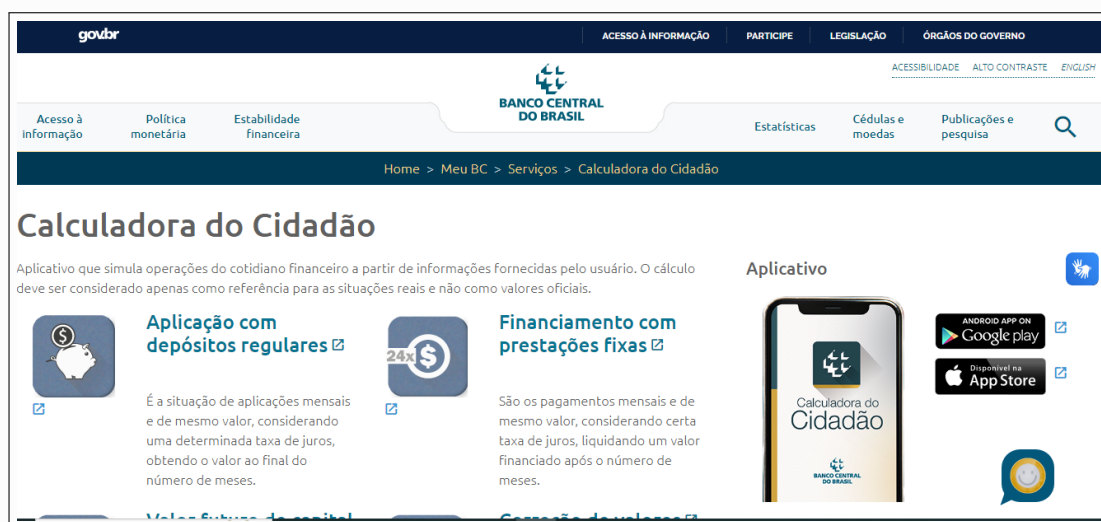 gov.br
ACESSO À INFORMAÇÃO PARTICIPE LEGISLAÇÃO ÓRGÃOS DO GOVERNO
ACESSIBILIDADE ALTO CONTRASTE ENGLISH
BANCO CENTRAL
DO BRASIL
Acesso à
informação
Política
monetária
Estabilidade
financeira
Estatísticas
Cédulas e
moedas
Publicações e
pesquisa
Home > Meu BC > Serviços > Calculadora do Cidadão
Calculadora do Cidadão
Aplicativo que simula operações do cotidiano financeiro a partir de informações fornecidas pelo usuário. O cálculo
deve ser considerado apenas como referência para as situações reais e não como valores oficiais.
$
Aplicação com
depósitos regulares
É a situação de aplicações mensais
e de mesmo valor, considerando
uma determinada taxa de juros,
obtendo o valor ao final do
número de meses.
24x $
Financiamento com
prestações fixas
São os pagamentos mensais e de
mesmo valor, considerando certa
taxa de juros, liquidando um valor
financiado após o número de
meses.
Valor futuro de capital
Correção de valores
Aplicativo
Calculadora do
Cidadão
BANCO CENTRAL
DO BRASIL
ANDROID APP ON
Google play
Disponível na
App Store